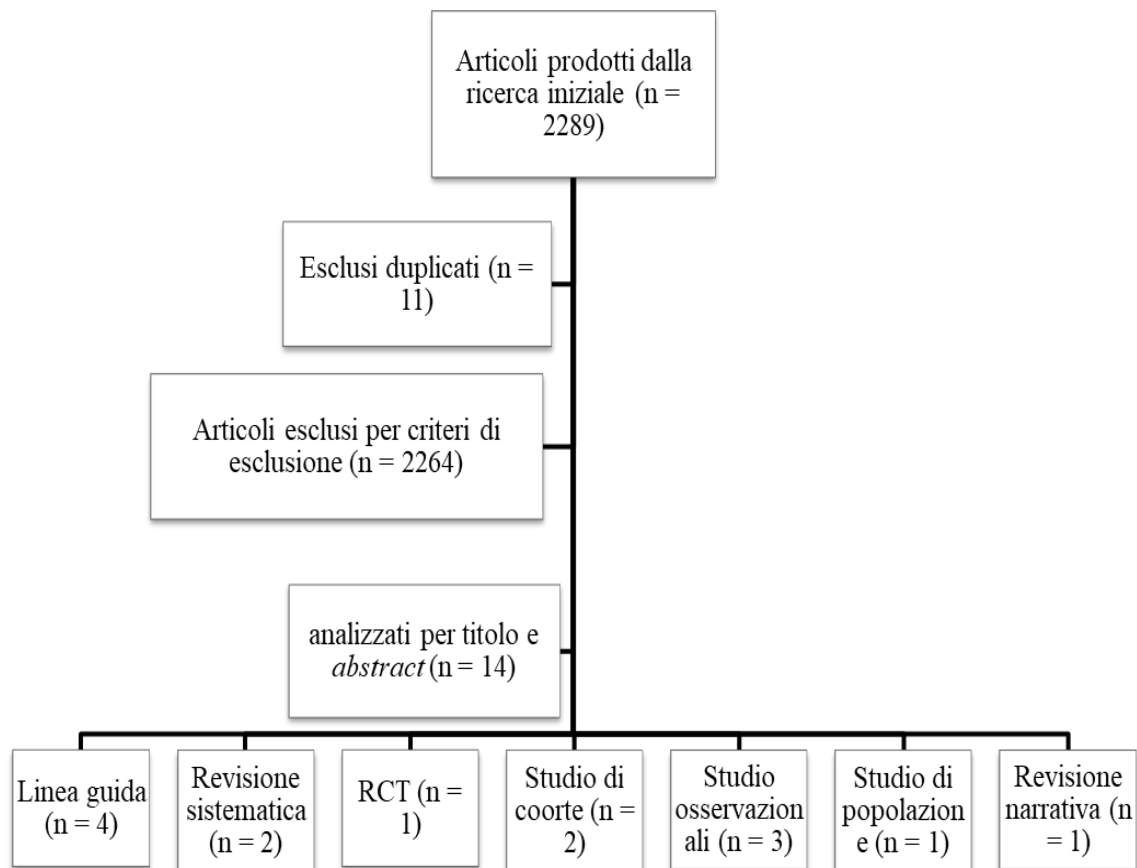 Articoli prodotti dalla
ricerca iniziale (n =
2289)
Esclusi duplicati (n =
11)
Articoli esclusi per criteri di
esclusione (n = 2264)
analizzati per titolo e
abstract (n = 14)
Linea guida
(n = 4)
Revisione
sistematica
(n = 2)
RCT (n =
1)
Studio di
coorte (n =
2)
Studio
osservazion
ali (n = 3)
Studio di
popolazion
e (n = 1)
Revisione
narrativa (n
= 1)